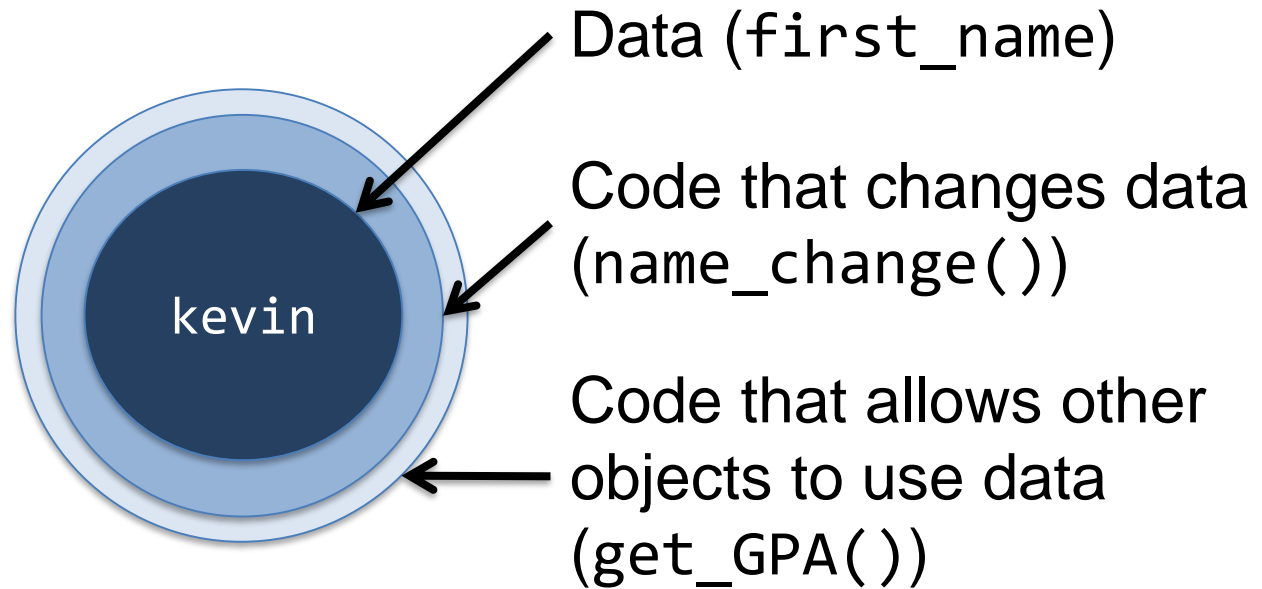 Data (first_name)
Code that changes data
(name_change())
kevin
Code that allows other
objects to use data
(get_GPA())